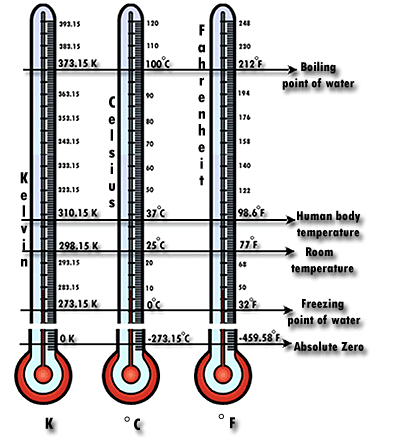 393.15 120 248
383.15 110 230
373.15 K 100°C 212°F Boiling
point of water
363.15 90 194
353.15 80 176
343.15 70 158
333.15 60 140
323.15 50 122
Kelvin
Celsius
Fahrenheit
310.15 K 37°C 98.6°F Human body
temperature
298.15 K 25°C 77°F Room
temperature
293.15 20 68
283.15 10 50
273.15 K 0°C 32°F Freezing
point of water
0 K -273.15°C -459.58°F Absolute Zero
K °C °F